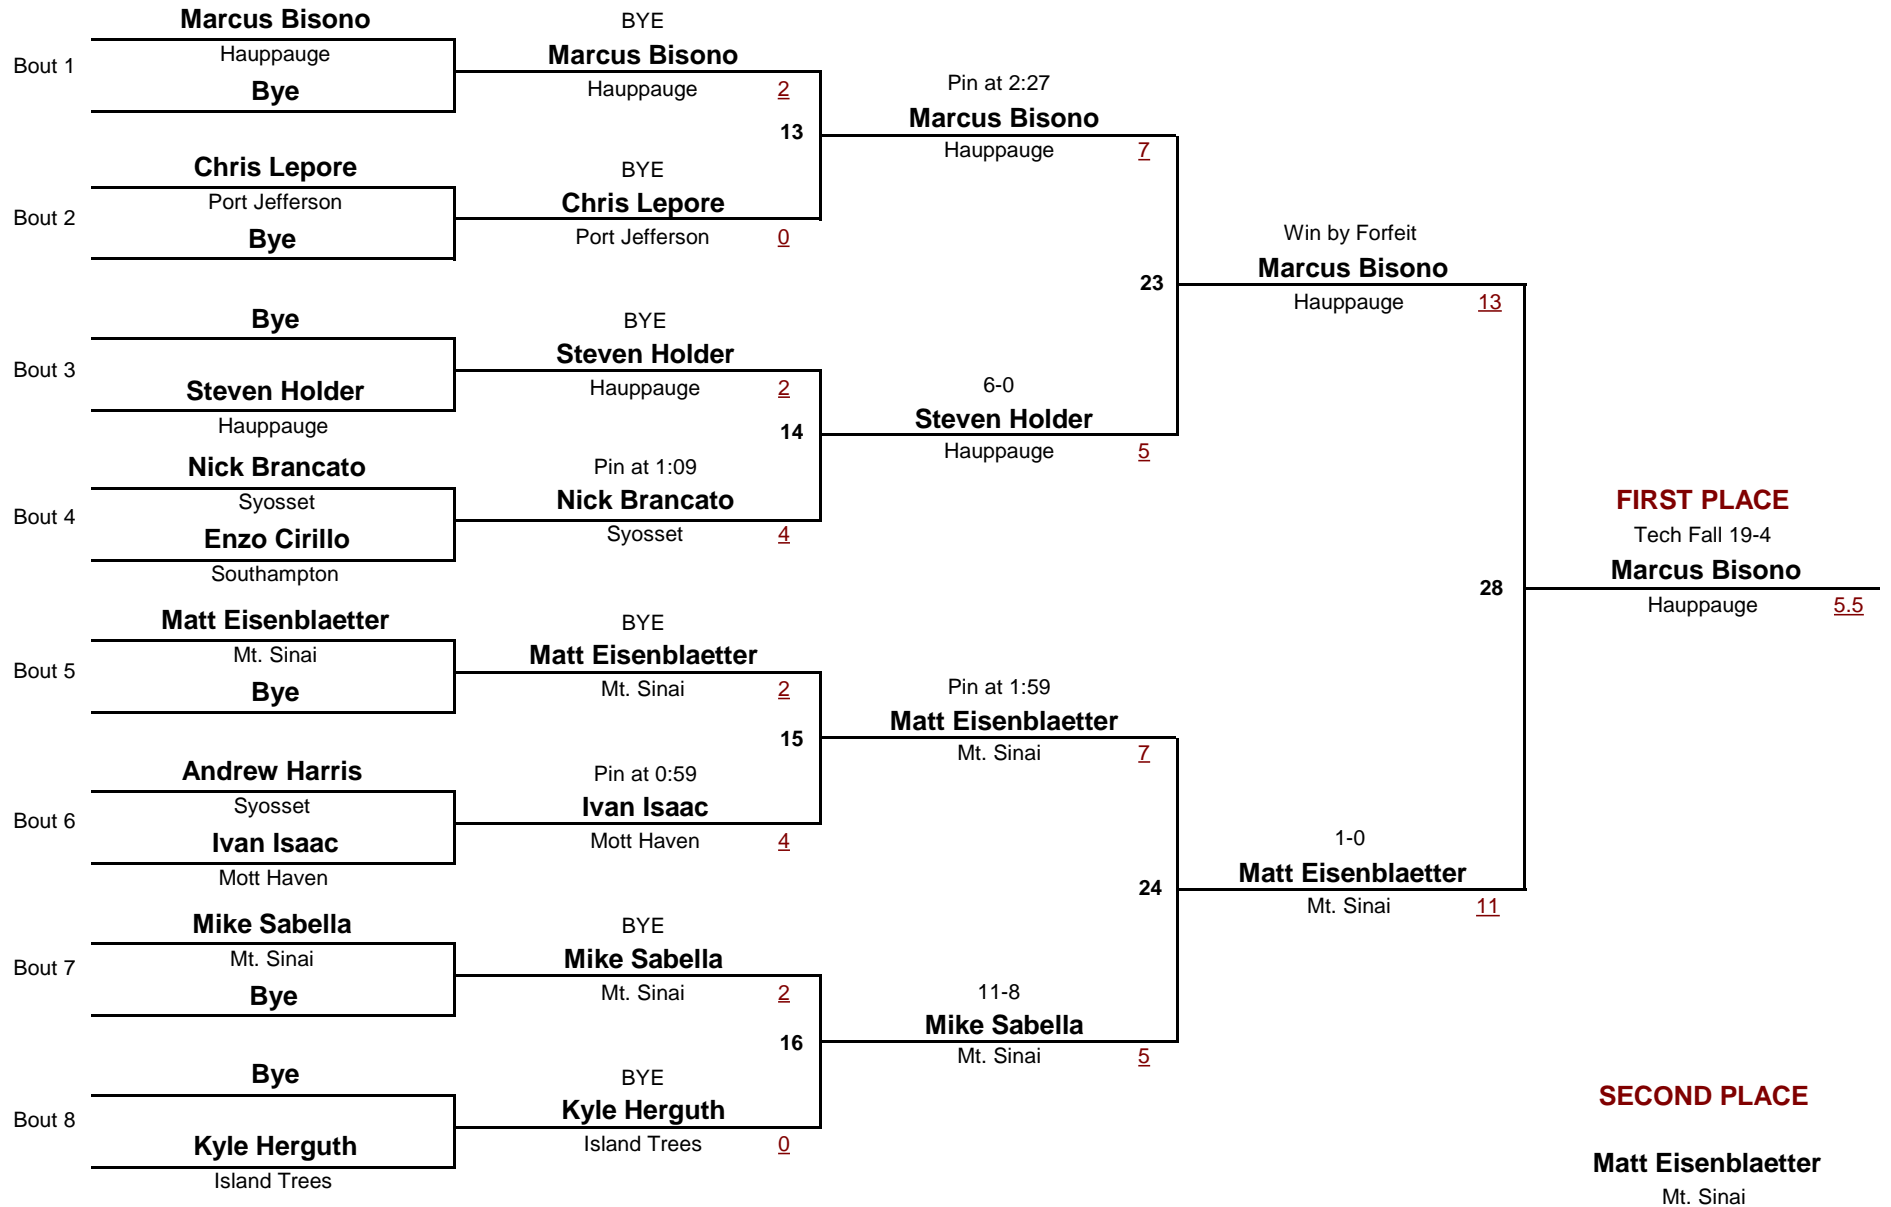 Marcus Bisono
Bout 1
Hauppauge
Bye
Chris Lepore
Bout 2
Port Jefferson
Bye
Bye
Bout 3
Steven Holder
Hauppauge
Nick Brancato
Bout 4
Syosset
Enzo Cirillo
Southampton
Matt Eisenblaetter
Bout 5
Mt. Sinai
Bye
Andrew Harris
Bout 6
Syosset
Ivan Isaac
Mott Haven
Mike Sabella
Bout 7
Mt. Sinai
Bye
Bye
Bout 8
Kyle Herguth
Island Trees
BYE
Marcus Bisono
Hauppauge 2
13
BYE
Chris Lepore
Port Jefferson 0
BYE
Steven Holder
Hauppauge 2
14
Pin at 1:09
Nick Brancato
Syosset 4
BYE
Matt Eisenblaetter
Mt. Sinai 2
15
Pin at 0:59
Ivan Isaac
Mott Haven 4
BYE
Mike Sabella
Mt. Sinai 2
16
BYE
Kyle Herguth
Island Trees 0
Pin at 2:27
Marcus Bisono
Hauppauge 7
23
6-0
Steven Holder
Hauppauge 5
Pin at 1:59
Matt Eisenblaetter
Mt. Sinai 7
24
11-8
Mike Sabella
Mt. Sinai 5
Win by Forfeit
Marcus Bisono
Hauppauge 13
28
1-0
Matt Eisenblaetter
Mt. Sinai 11
FIRST PLACE
Tech Fall 19-4
Marcus Bisono
Hauppauge 5.5
SECOND PLACE
Matt Eisenblaetter
Mt. Sinai